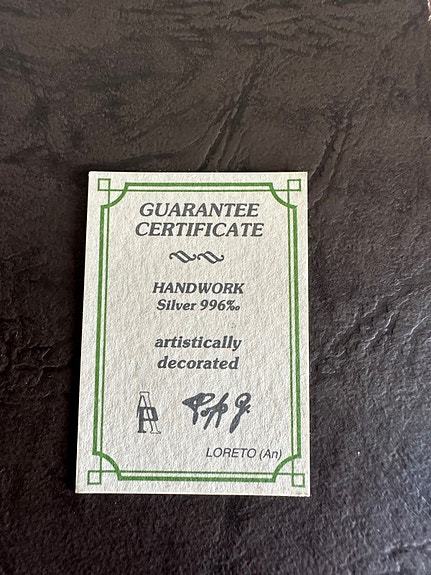 GUARANTEE
CERTIFICATE
HANDWORK
Silver 996‰
artistically
decorated
LORETO (An)